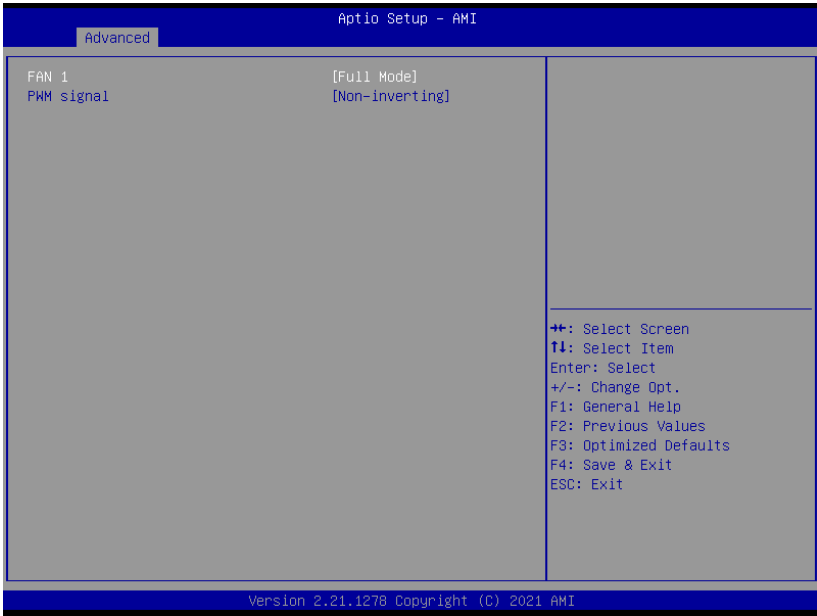 Aptio Setup – AMI
Advanced
FAN 1 [Full Mode]
PWM signal [Non-inverting]
→←: Select Screen
↑↓: Select Item
Enter: Select
+/-: Change Opt.
F1: General Help
F2: Previous Values
F3: Optimized Defaults
F4: Save & Exit
ESC: Exit
Version 2.21.1278 Copyright (C) 2021 AMI